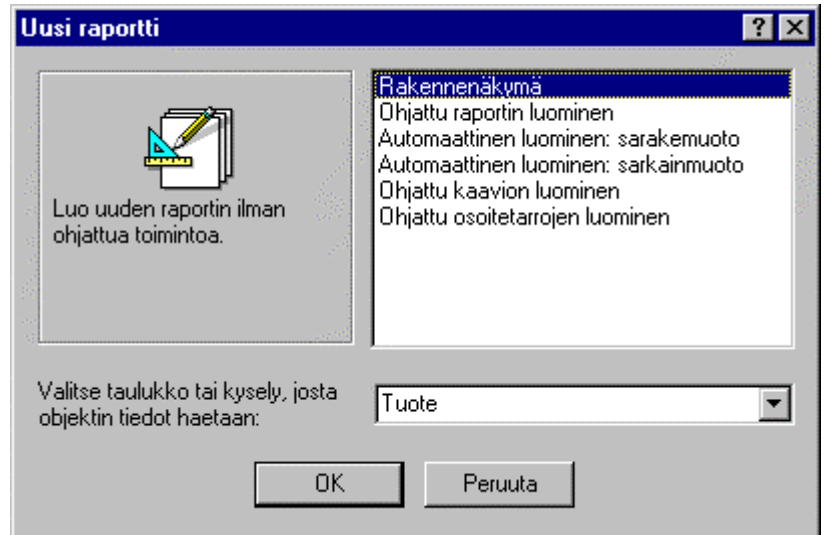 Uusi raportti
Luo uuden raportin ilman
ohjattua toimintoa.
Rakennenäkymä
Ohjattu raportin luominen
Automaattinen luominen: sarakemuoto
Automaattinen luominen: sarkainmuoto
Ohjattu kaavion luominen
Ohjattu osoitetarrojen luominen
Valitse taulukko tai kysely, josta
objektin tiedot haetaan:
Tuote
OK
Peruuta